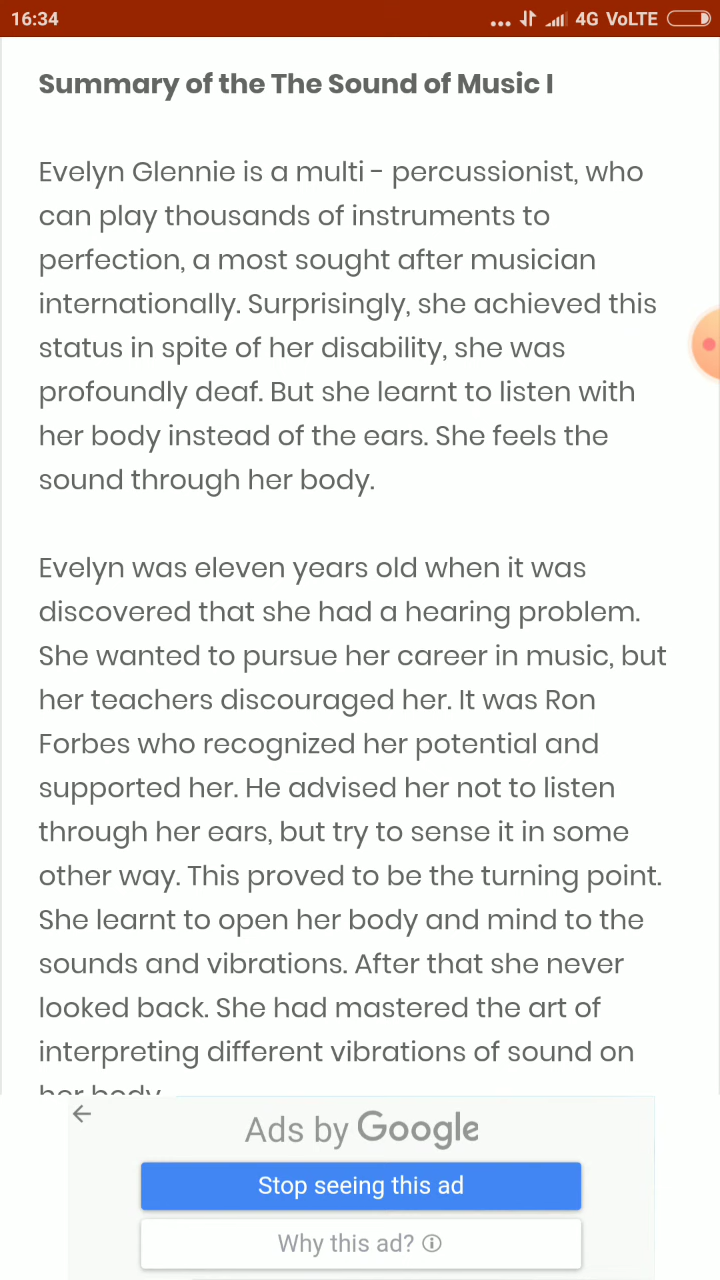 16:34
... 4G VoLTE
Summary of the The Sound of Music I
Evelyn Glennie is a multi - percussionist, who
can play thousands of instruments to
perfection, a most sought after musician
internationally. Surprisingly, she achieved this
status in spite of her disability, she was
profoundly deaf. But she learnt to listen with
her body instead of the ears. She feels the
sound through her body.
Evelyn was eleven years old when it was
discovered that she had a hearing problem.
She wanted to pursue her career in music, but
her teachers discouraged her. It was Ron
Forbes who recognized her potential and
supported her. He advised her not to listen
through her ears, but try to sense it in some
other way. This proved to be the turning point.
She learnt to open her body and mind to the
sounds and vibrations. After that she never
looked back. She had mastered the art of
interpreting different vibrations of sound on
her body.
Ads by Google
Stop seeing this ad
Why this ad?